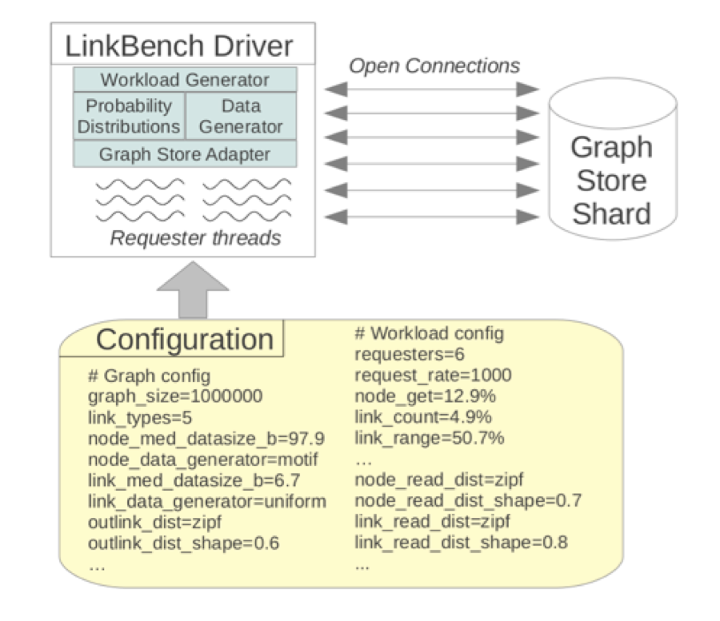 LinkBench Driver
Workload Generator
Probability
Distributions
Data
Generator
Graph Store Adapter
Requester threads
Open Connections
Graph
Store
Shard
Configuration
# Graph config
graph_size=1000000
link_types=5
node_med_datasize_b=97.9
node_data_generator=motif
link_med_datasize_b=6.7
link_data_generator=uniform
outlink_dist=zipf
outlink_dist_shape=0.6
...
# Workload config
requesters=6
request_rate=1000
node_get=12.9%
link_count=4.9%
link_range=50.7%
...
node_read_dist=zipf
node_read_dist_shape=0.7
link_read_dist=zipf
link_read_dist_shape=0.8
...